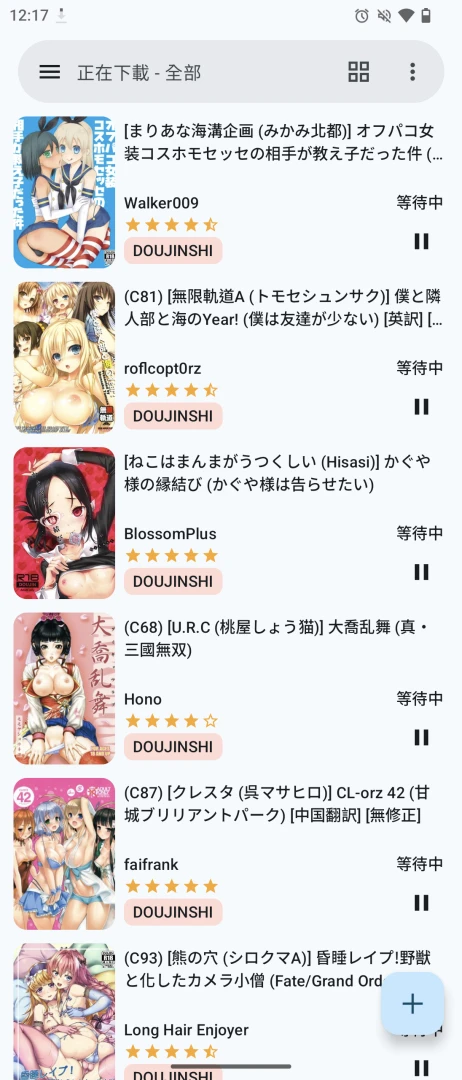 12:17
正在下載 - 全部
[まりあな海溝企画 (みかみ北都)] オフパコ女
装コスホモセッセの相手が教え子だった件 (...
Walker009
等待中
DOUJINSHI
(C81) [無限軌道A (トモセシュンサク)] 僕と隣
人部と海のYear! (僕は友達が少ない) [英訳] [...
roflcopt0rz
等待中
DOUJINSHI
[ねこはまんまがうつくしい (Hisasi)] かぐや
様の縁結び (かぐや様は告らせたい)
BlossomPlus
等待中
DOUJINSHI
(C68) [U.R.C (桃屋しょう猫)] 大喬乱舞 (真・
三國無双)
大喬乱舞
Hono
等待中
DOUJINSHI
(C87) [クレスタ (呉マサヒロ)] CL-orz 42 (甘
城ブリリアントパーク) [中国翻訳] [無修正]
42
faifrank
等待中
DOUJINSHI
(C93) [熊の穴 (シロクマA)] 昏睡レイプ!野獣
と化したカメラ小僧 (Fate/Grand Ord
Long Hair Enjoyer
DOUJINSHI